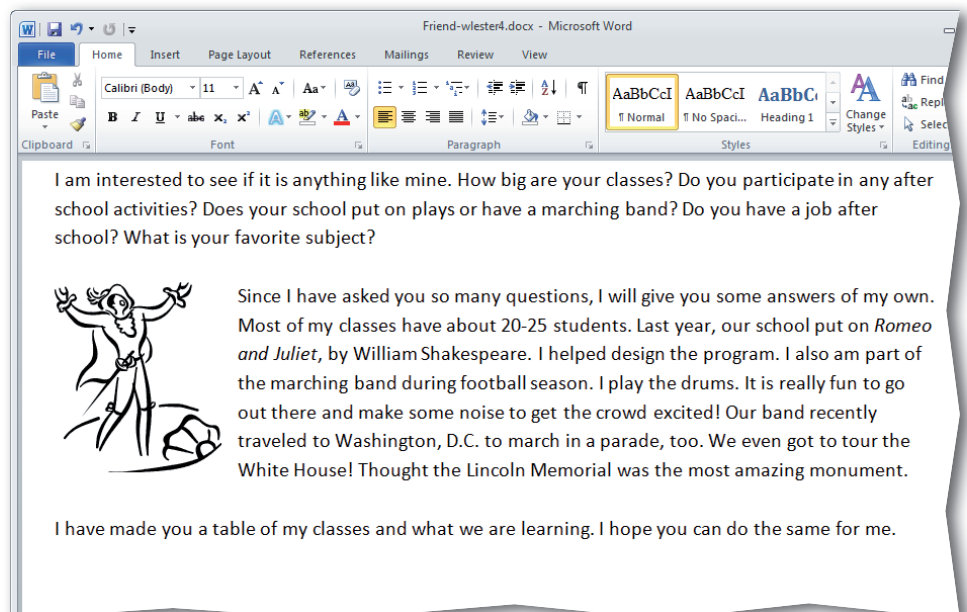 Friend-wlester4.docx - Microsoft Word
File Home Insert Page Layout References Mailings Review View
Calibri (Body) 11 Aa
Paste
B I U abe X₂ X² A ab A
AaBbCcI AaBbCcI AaBbC
¶ Normal ¶ No Spaci... Heading 1
Change Styles
Find
Repl
Selec
Clipboard Font Paragraph Styles Editing
I am interested to see if it is anything like mine. How big are your classes? Do you participate in any after
school activities? Does your school put on plays or have a marching band? Do you have a job after
school? What is your favorite subject?
Since I have asked you so many questions, I will give you some answers of my own.
Most of my classes have about 20-25 students. Last year, our school put on Romeo
and Juliet, by William Shakespeare. I helped design the program. I also am part of
the marching band during football season. I play the drums. It is really fun to go
out there and make some noise to get the crowd excited! Our band recently
traveled to Washington, D.C. to march in a parade, too. We even got to tour the
White House! Thought the Lincoln Memorial was the most amazing monument.
I have made you a table of my classes and what we are learning. I hope you can do the same for me.